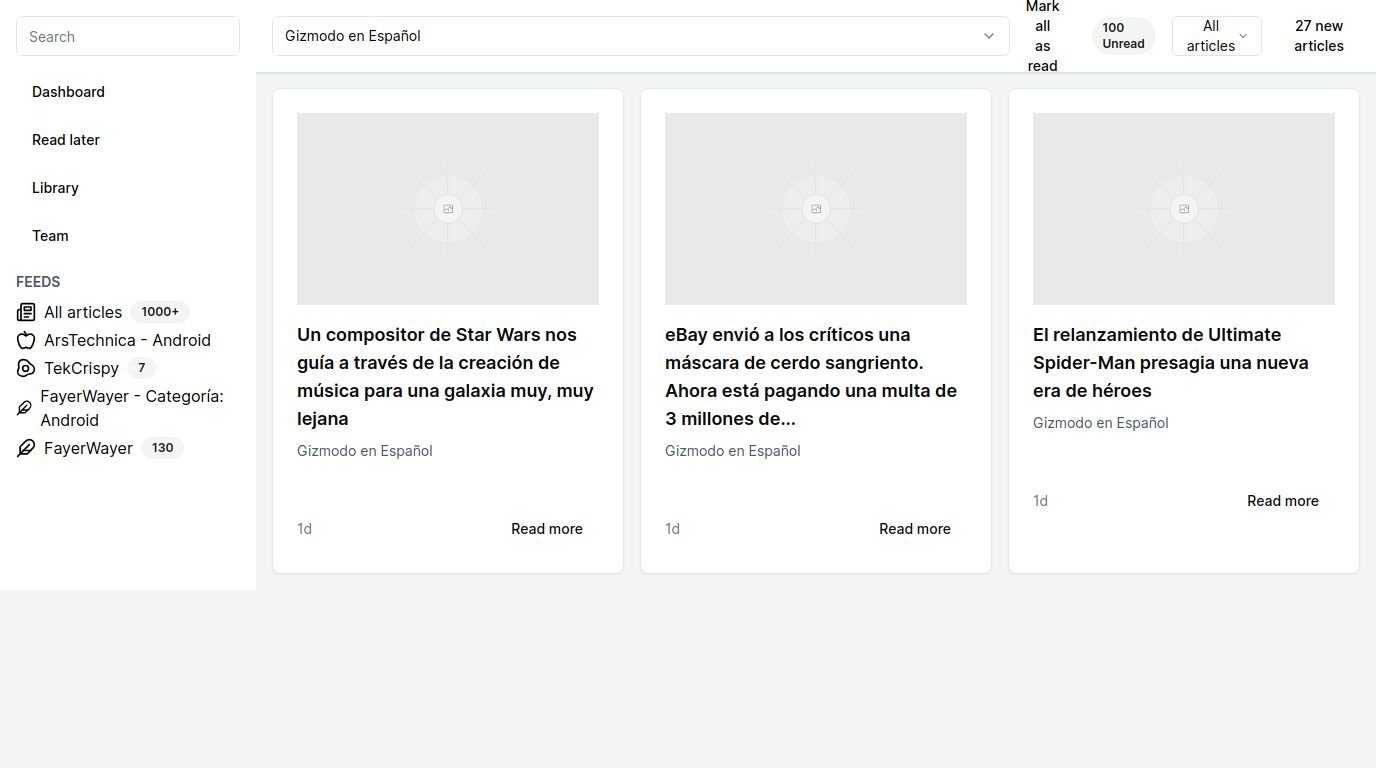 Search
Dashboard
Read later
Library
Team
FEEDS
All articles 1000+
ArsTechnica - Android
TekCrispy 7
FayerWayer - Categoría:
Android
FayerWayer 130
Gizmodo en Español
Mark
all
as
read
100
Unread
All
articles
27 new
articles
Un compositor de Star Wars nos
guía a través de la creación de
música para una galaxia muy, muy
lejana
Gizmodo en Español
1d Read more
eBay envió a los críticos una
máscara de cerdo sangriento.
Ahora está pagando una multa de
3 millones de...
Gizmodo en Español
1d Read more
El relanzamiento de Ultimate
Spider-Man presagia una nueva
era de héroes
Gizmodo en Español
1d Read more